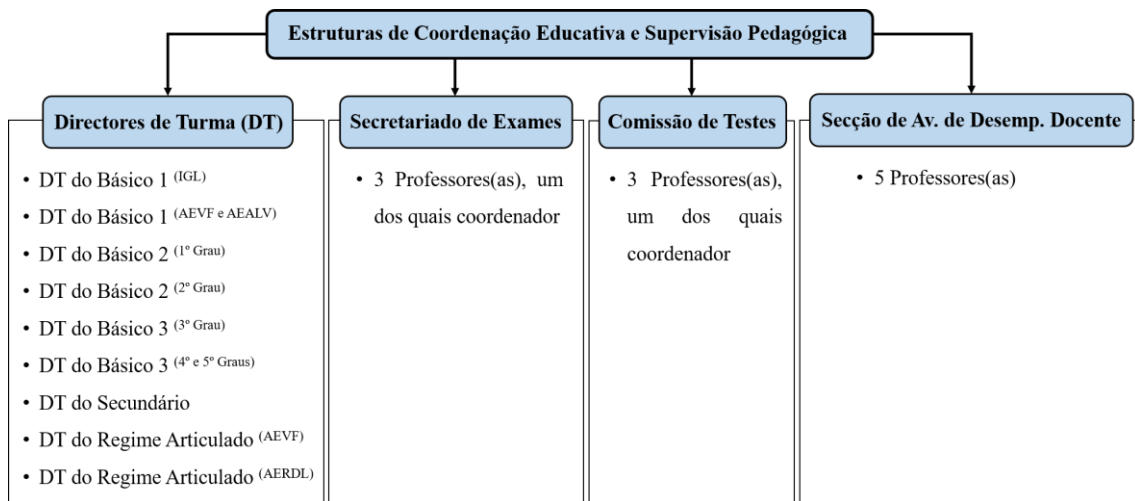 Estruturas de Coordenação Educativa e Supervisão Pedagógica
Directores de Turma (DT)
• DT do Básico 1 (IGL)
• DT do Básico 1 (AEVF e AEALV)
• DT do Básico 2 (1º Grau)
• DT do Básico 2 (2º Grau)
• DT do Básico 3 (3º Grau)
• DT do Básico 3 (4º e 5º Graus)
• DT do Secundário
• DT do Regime Articulado (AEVF)
• DT do Regime Articulado (AERDL)
Secretariado de Exames
• 3 Professores(as), um
dos quais coordenador
Comissão de Testes
• 3 Professores(as),
um dos quais
coordenador
Secção de Av. de Desemp. Docente
• 5 Professores(as)